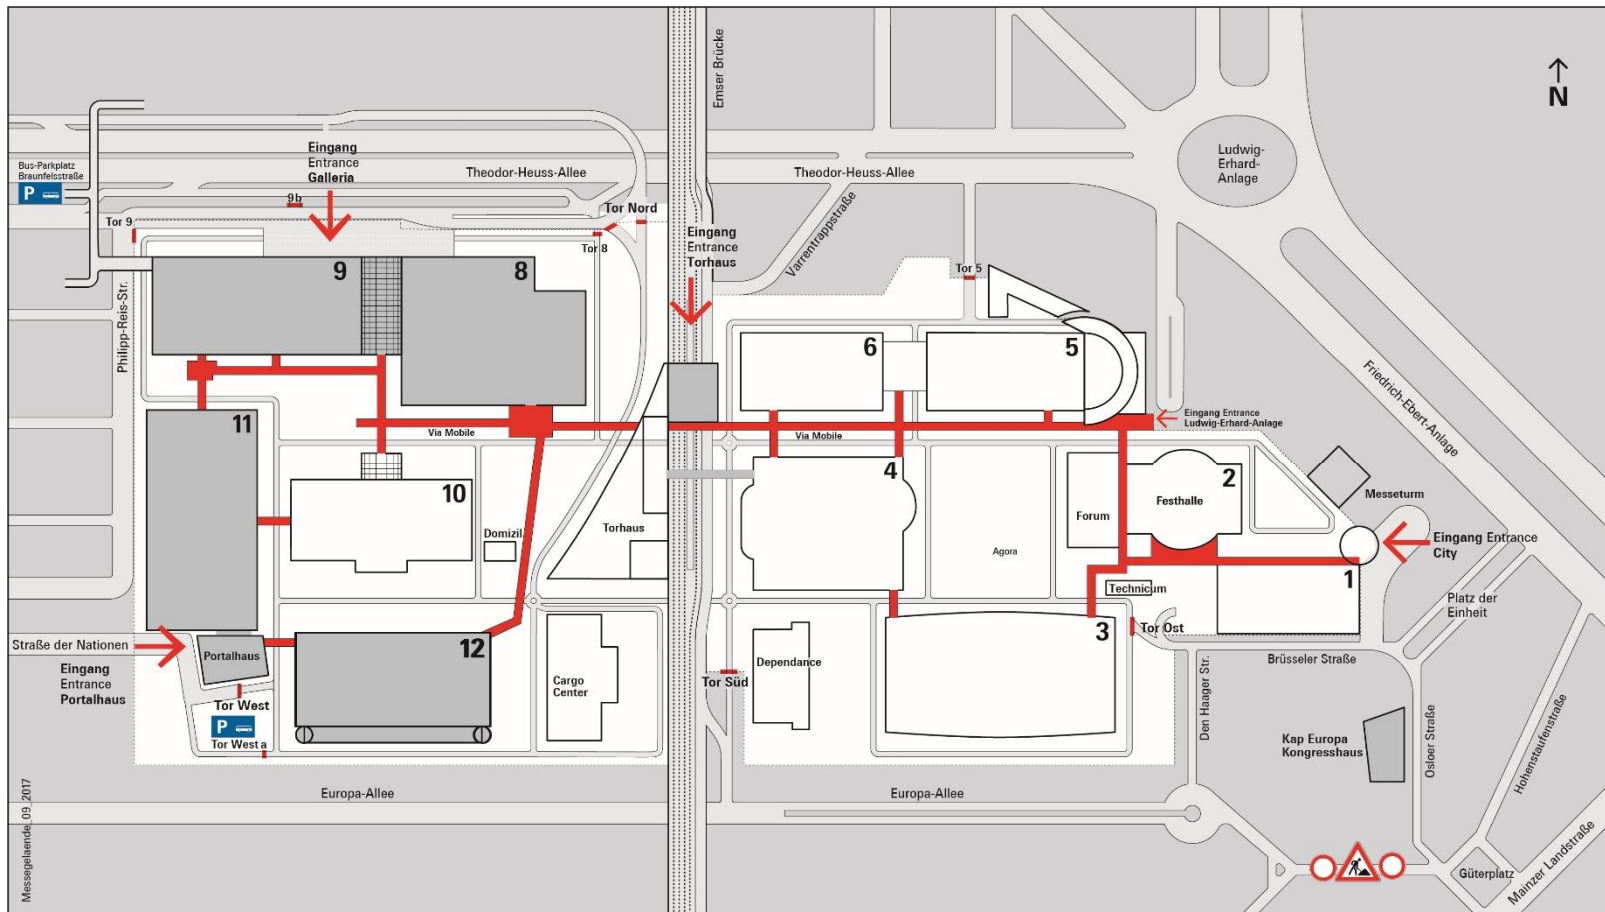 Emser Brücke
N
Ludwig-
Erhard-
Anlage
Bus-Parkplatz
Braunfelsstraße
P
Eingang
Entrance
Galleria
Theodor-Heuss-Allee
Theodor-Heuss-Allee
9b
Tor 9
Tor Nord
Tor 8
Eingang
Entrance
Torhaus
Varrentrappstraße
Tor 5
Philipp-Reis-Str.
9
8
6
5
Friedrich-Ebert-Anlage
11
Via Mobile
Via Mobile
Eingang Entrance
Ludwig-Erhard-Anlage
10
4
2
Festhalle
Messeturm
Forum
Domizil
Torhaus
Agora
Eingang Entrance
City
1
Technicum
Platz der
Einheit
Straße der Nationen
Portalhaus
12
3
Tor Ost
Eingang
Entrance
Portalhaus
Dependance
Brüsseler Straße
Cargo
Center
Tor Süd
Tor West
P
Tor West a
Den Haager Str.
Kap Europa
Kongresshaus
Osloer Straße
Hohenstaufenstraße
Europa-Allee
Europa-Allee
Messegelaende_09_2017
Güterplatz
Mainzer Landstraße